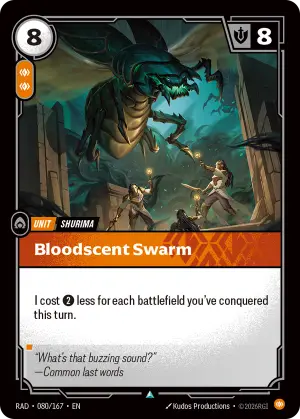 8
8
UNIT SHURIMA
Bloodscent Swarm
I cost 2 less for each battlefield you've conquered
this turn.
"What's that buzzing sound?"
—Common last words
RAD • 080/167 • EN Kudos Productions • ©2026RGI